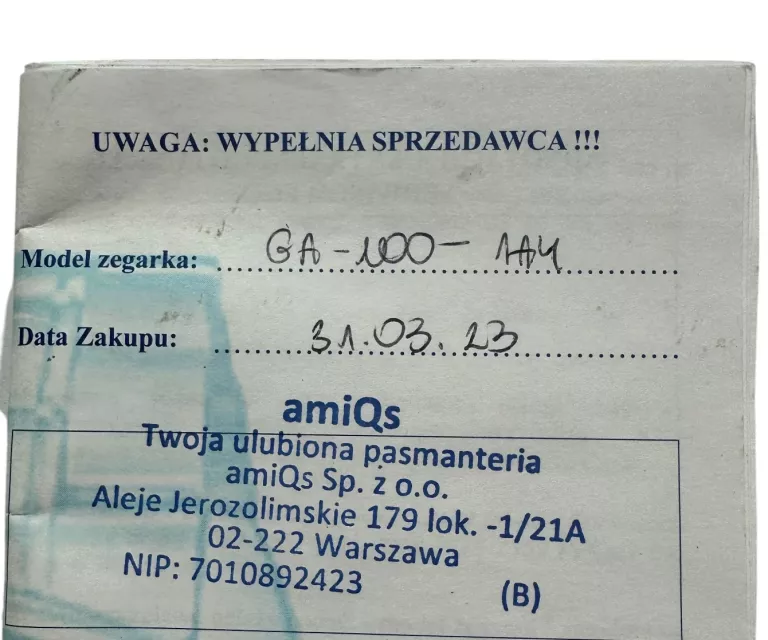 UWAGA: WYPEŁNIA SPRZEDAWCA !!!
Model zegarka: GA-100-1A4
Data Zakupu: 31.03.23
amiQs
Twoja ulubiona pasmanteria
amiQs Sp. z o.o.
Aleje Jerozolimskie 179 lok. -1/21A
02-222 Warszawa
NIP: 7010892423 (B)